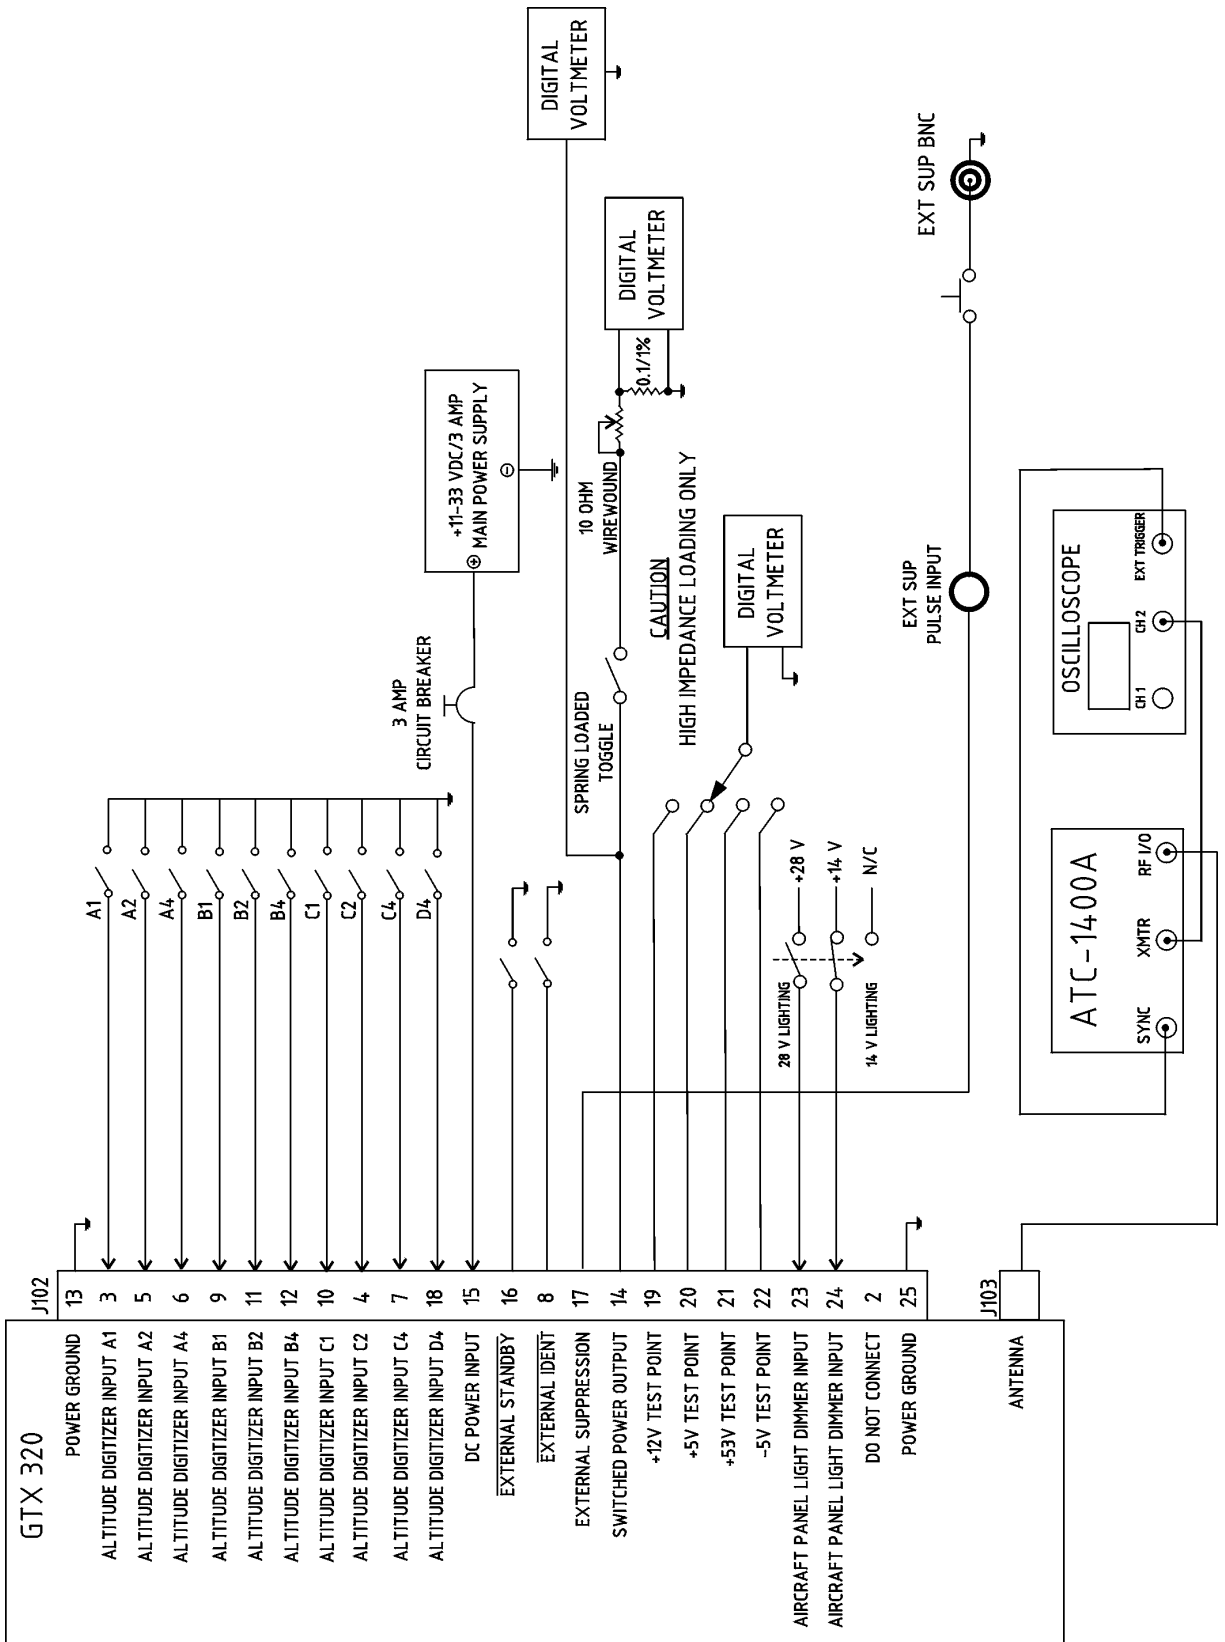 GTX 320
J102
POWER GROUND 13
ALTITUDE DIGITIZER INPUT A1 3 A1
ALTITUDE DIGITIZER INPUT A2 5 A2
ALTITUDE DIGITIZER INPUT A4 6 A4
ALTITUDE DIGITIZER INPUT B1 9 B1
ALTITUDE DIGITIZER INPUT B2 11 B2
ALTITUDE DIGITIZER INPUT B4 12 B4
ALTITUDE DIGITIZER INPUT C1 10 C1
ALTITUDE DIGITIZER INPUT C2 4 C2
ALTITUDE DIGITIZER INPUT C4 7 C4
ALTITUDE DIGITIZER INPUT D4 18 D4
DC POWER INPUT 15
EXTERNAL STANDBY 16
EXTERNAL IDENT 8
EXTERNAL SUPPRESSION 17
SWITCHED POWER OUTPUT 14
+12V TEST POINT 19
+5V TEST POINT 20
+53V TEST POINT 21
-5V TEST POINT 22
AIRCRAFT PANEL LIGHT DIMMER INPUT 23
AIRCRAFT PANEL LIGHT DIMMER INPUT 24
DO NOT CONNECT 2
POWER GROUND 25
J103
ANTENNA
3 AMP
CIRCUIT BREAKER
+11-33 VDC/3 AMP
MAIN POWER SUPPLY
+
-
DIGITAL
VOLTMETER
SPRING LOADED
TOGGLE
10 OHM
WIREWOUND
0.1/1%
DIGITAL
VOLTMETER
CAUTION
HIGH IMPEDANCE LOADING ONLY
DIGITAL
VOLTMETER
28 V LIGHTING
+28 V
+14 V
14 V LIGHTING
N/C
EXT SUP
PULSE INPUT
EXT SUP BNC
ATC-1400A
SYNC
XMTR
RF I/O
OSCILLOSCOPE
CH 1
CH 2
EXT TRIGGER